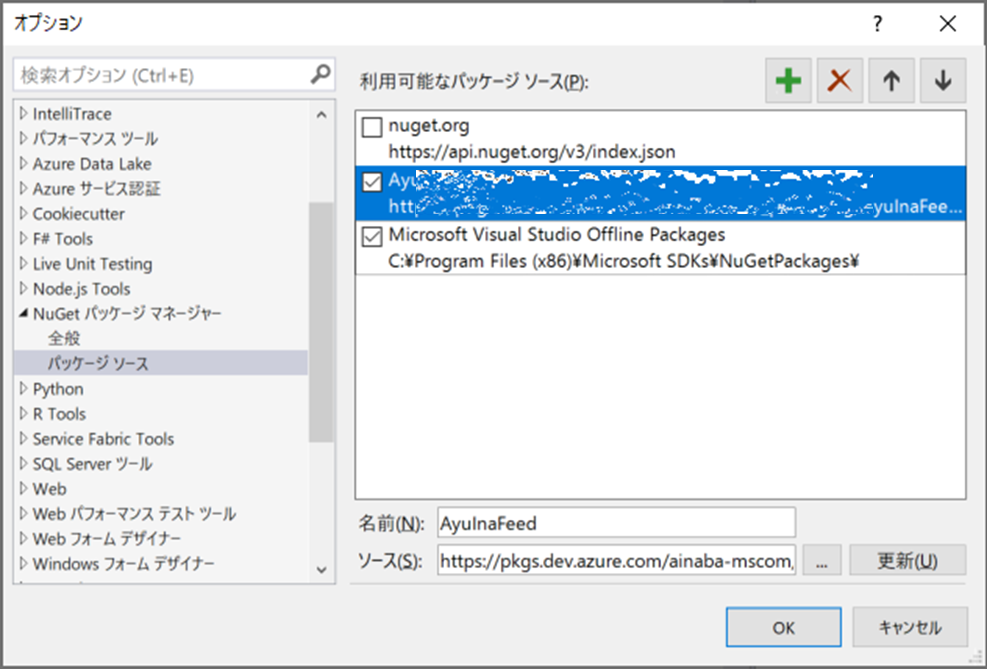 オプション
?
検索オプション (Ctrl+E)
IntelliTrace
パフォーマンス ツール
Azure Data Lake
Azure サービス認証
Cookiecutter
F# Tools
Live Unit Testing
Node.js Tools
NuGet パッケージ マネージャー
全般
パッケージ ソース
Python
R Tools
Service Fabric Tools
SQL Server ツール
Web
Web パフォーマンス テスト ツール
Web フォーム デザイナー
Windows フォーム デザイナー
利用可能なパッケージ ソース(P):
nuget.org
https://api.nuget.org/v3/index.json
Ayu
htt yuInaFee...
Microsoft Visual Studio Offline Packages
C:¥Program Files (x86)¥Microsoft SDKs¥NuGetPackages¥
名前(N): AyuInaFeed
ソース(S): https://pkgs.dev.azure.com/ainaba-mscom, ... 更新(U)
OK キャンセル